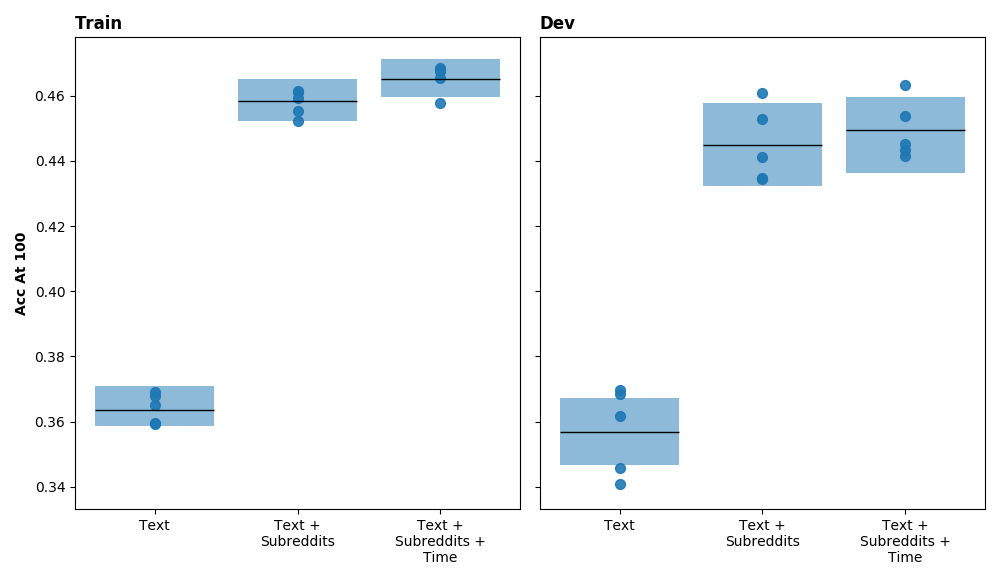 Train
Dev
Acc At 100
0.46
0.44
0.42
0.40
0.38
0.36
0.34
Text
Text +
Subreddits
Text +
Subreddits +
Time
Text
Text +
Subreddits
Text +
Subreddits +
Time